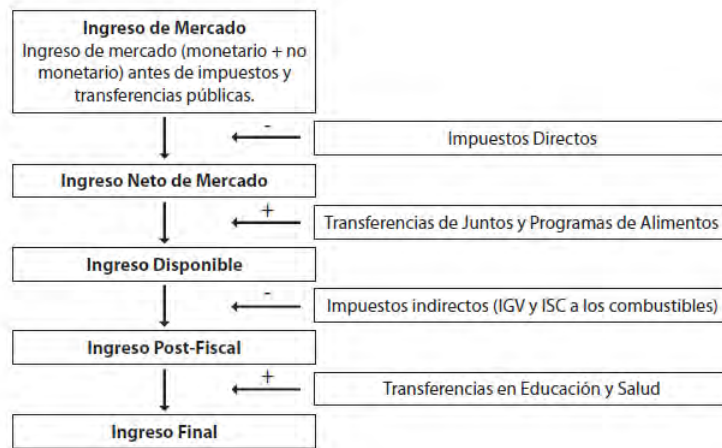 Ingreso de Mercado
Ingreso de mercado (monetario + no
monetario) antes de impuestos y
transferencias públicas.
-
Impuestos Directos
Ingreso Neto de Mercado
+
Transferencias de Juntos y Programas de Alimentos
Ingreso Disponible
-
Impuestos indirectos (IGV y ISC a los combustibles)
Ingreso Post-Fiscal
+
Transferencias en Educación y Salud
Ingreso Final